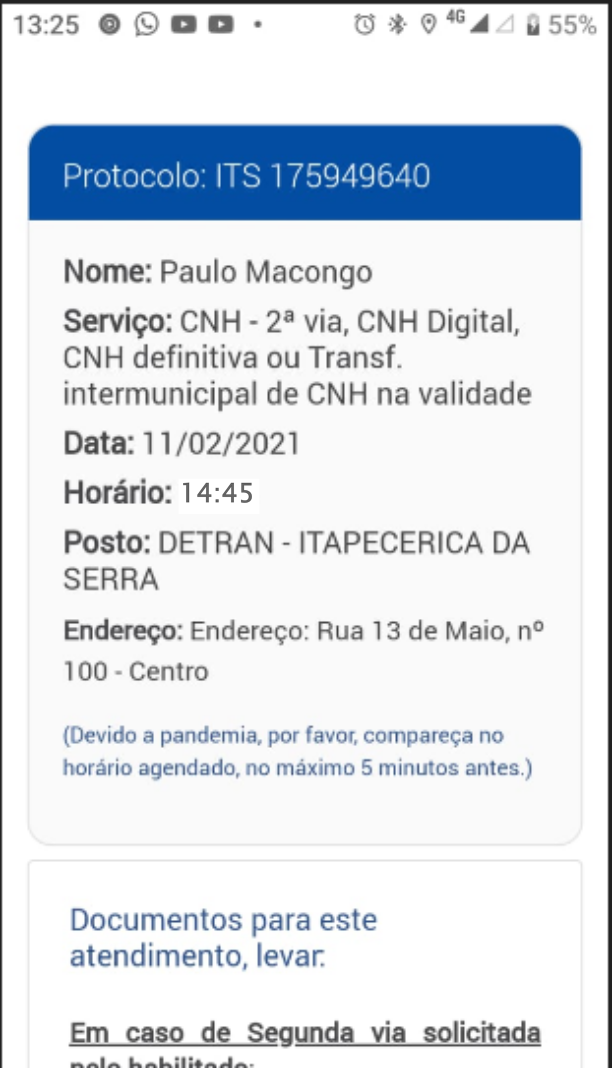 13:25 4G 55%
Protocolo: ITS 175949640
Nome: Paulo Macongo
Serviço: CNH - 2ª via, CNH Digital,
CNH definitiva ou Transf.
intermunicipal de CNH na validade
Data: 11/02/2021
Horário: 14:45
Posto: DETRAN - ITAPECERICA DA
SERRA
Endereço: Endereço: Rua 13 de Maio, nº
100 - Centro
(Devido a pandemia, por favor, compareça no
horário agendado, no máximo 5 minutos antes.)
Documentos para este
atendimento, levar:
Em caso de Segunda via solicitada
pelo habilitado: